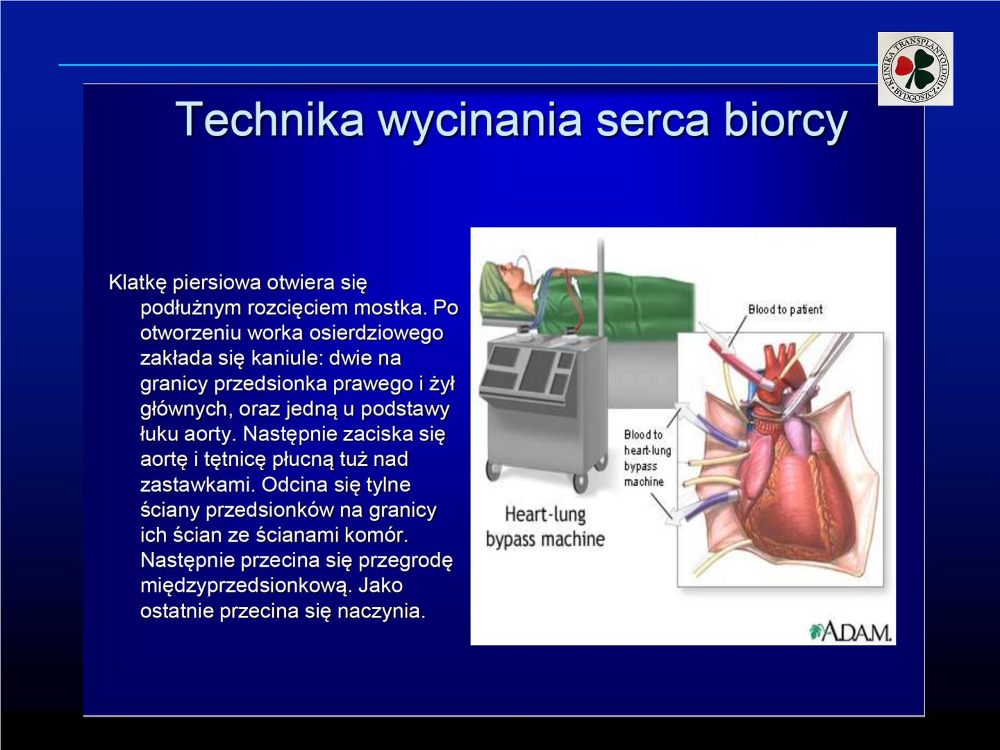 KLINIKA TRANSPLANTOLOGII
BYDGOSZCZ
Technika wycinania serca biorcy
Klatkę piersiowa otwiera się
podłużnym rozcięciem mostka. Po
otworzeniu worka osierdziowego
zakłada się kaniule: dwie na
granicy przedsionka prawego i żył
głównych, oraz jedną u podstawy
łuku aorty. Następnie zaciska się
aortę i tętnicę płucną tuż nad
zastawkami. Odcina się tylne
ściany przedsionków na granicy
ich ścian ze ścianami komór.
Następnie przecina się przegrodę
międzyprzedsionkową. Jako
ostatnie przecina się naczynia.
Blood to patient
Blood to
heart-lung
bypass
machine
Heart-lung
bypass machine
A.D.A.M.